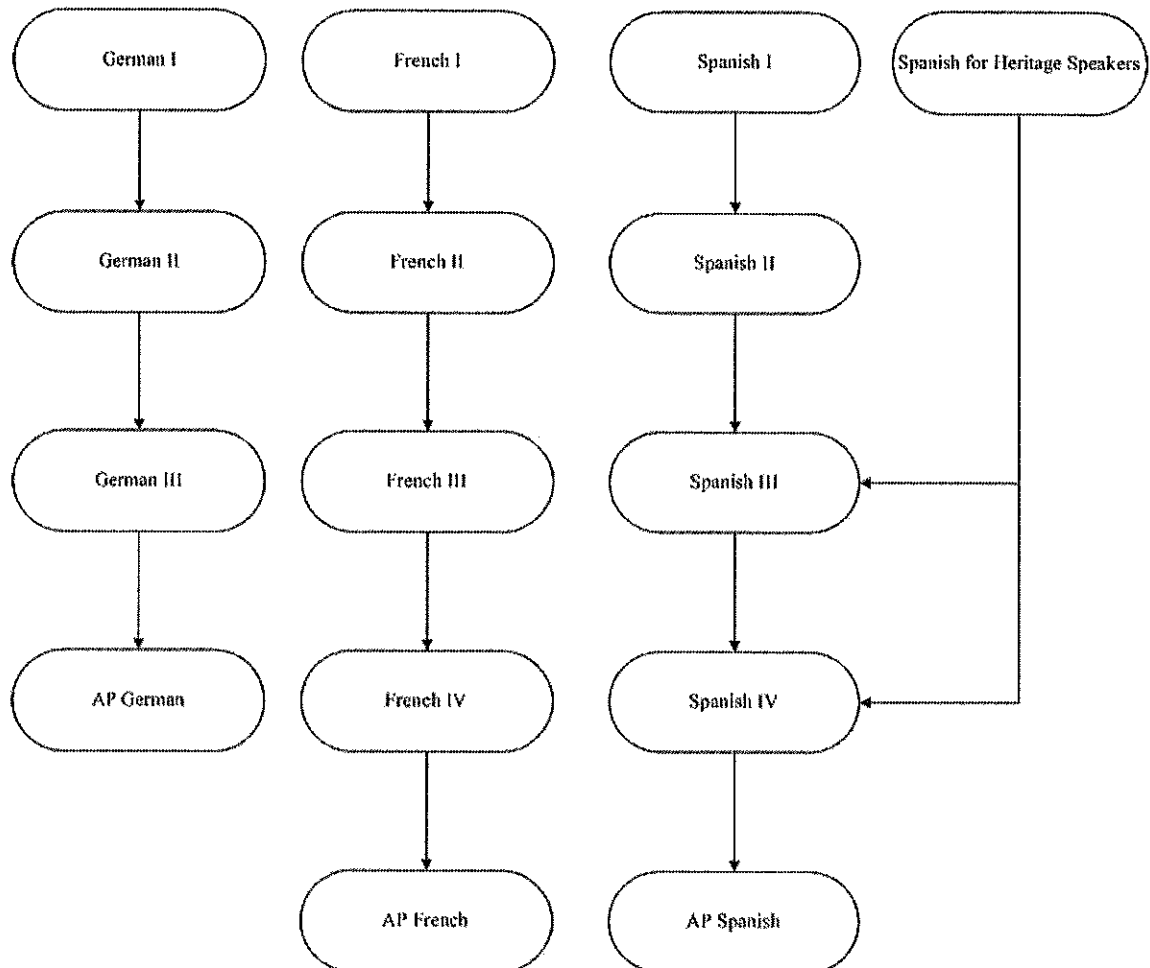 German I
French I
Spanish I
Spanish for Heritage Speakers
German II
French II
Spanish II
German III
French III
Spanish III
AP German
French IV
Spanish IV
AP French
AP Spanish